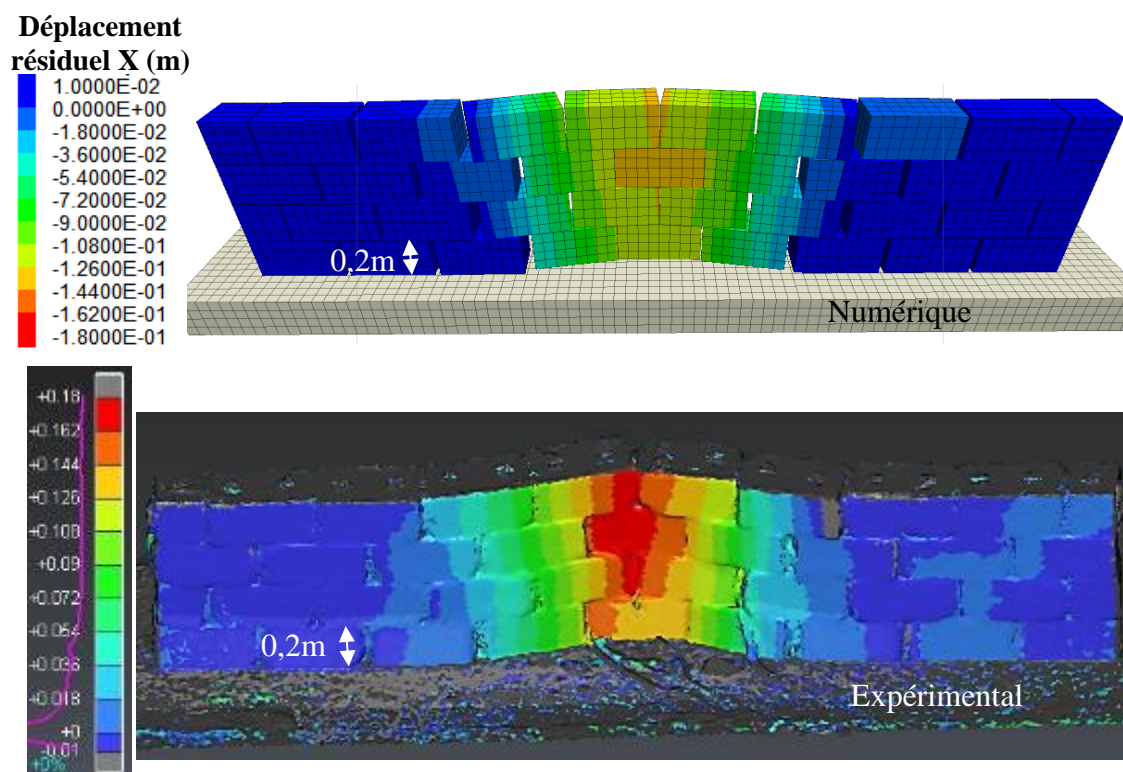 Déplacement
résiduel X (m)
1.0000E-02
0.0000E+00
-1.8000E-02
-3.6000E-02
-5.4000E-02
-7.2000E-02
-9.0000E-02
-1.0800E-01
-1.2600E-01
-1.4400E-01
-1.6200E-01
-1.8000E-01
0,2m
Numérique
+0.18
+0.162
+0.144
+0.126
+0.108
+0.09
+0.072
+0.054
+0.036
+0.018
+0
-0.01
+0%
0,2m
Expérimental